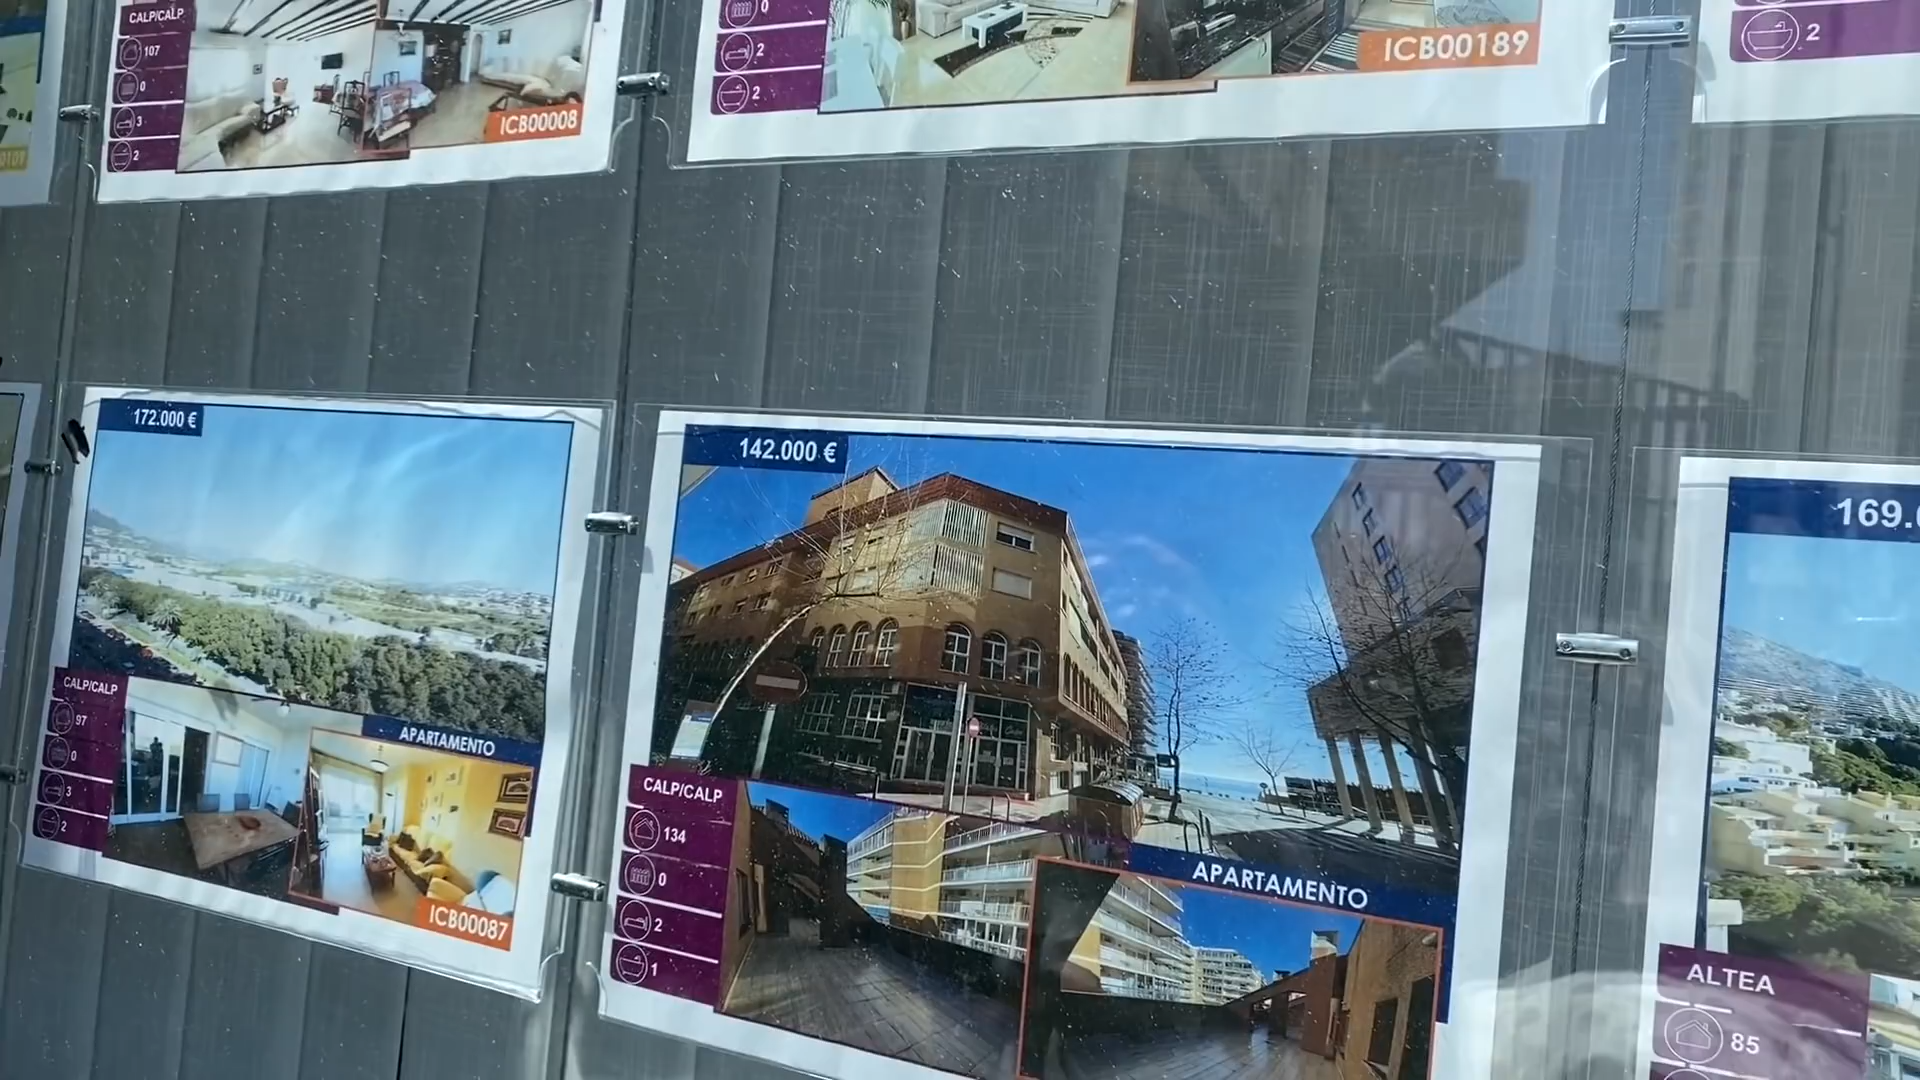 CALP/CALP
107
0
3
2
ICB00008
0
2
2
ICB00189
2
172.000 €
CALP/CALP
97
0
3
2
APARTAMENTO
ICB00087
142.000 €
CALP/CALP
134
0
2
1
APARTAMENTO
169.
ALTEA
85